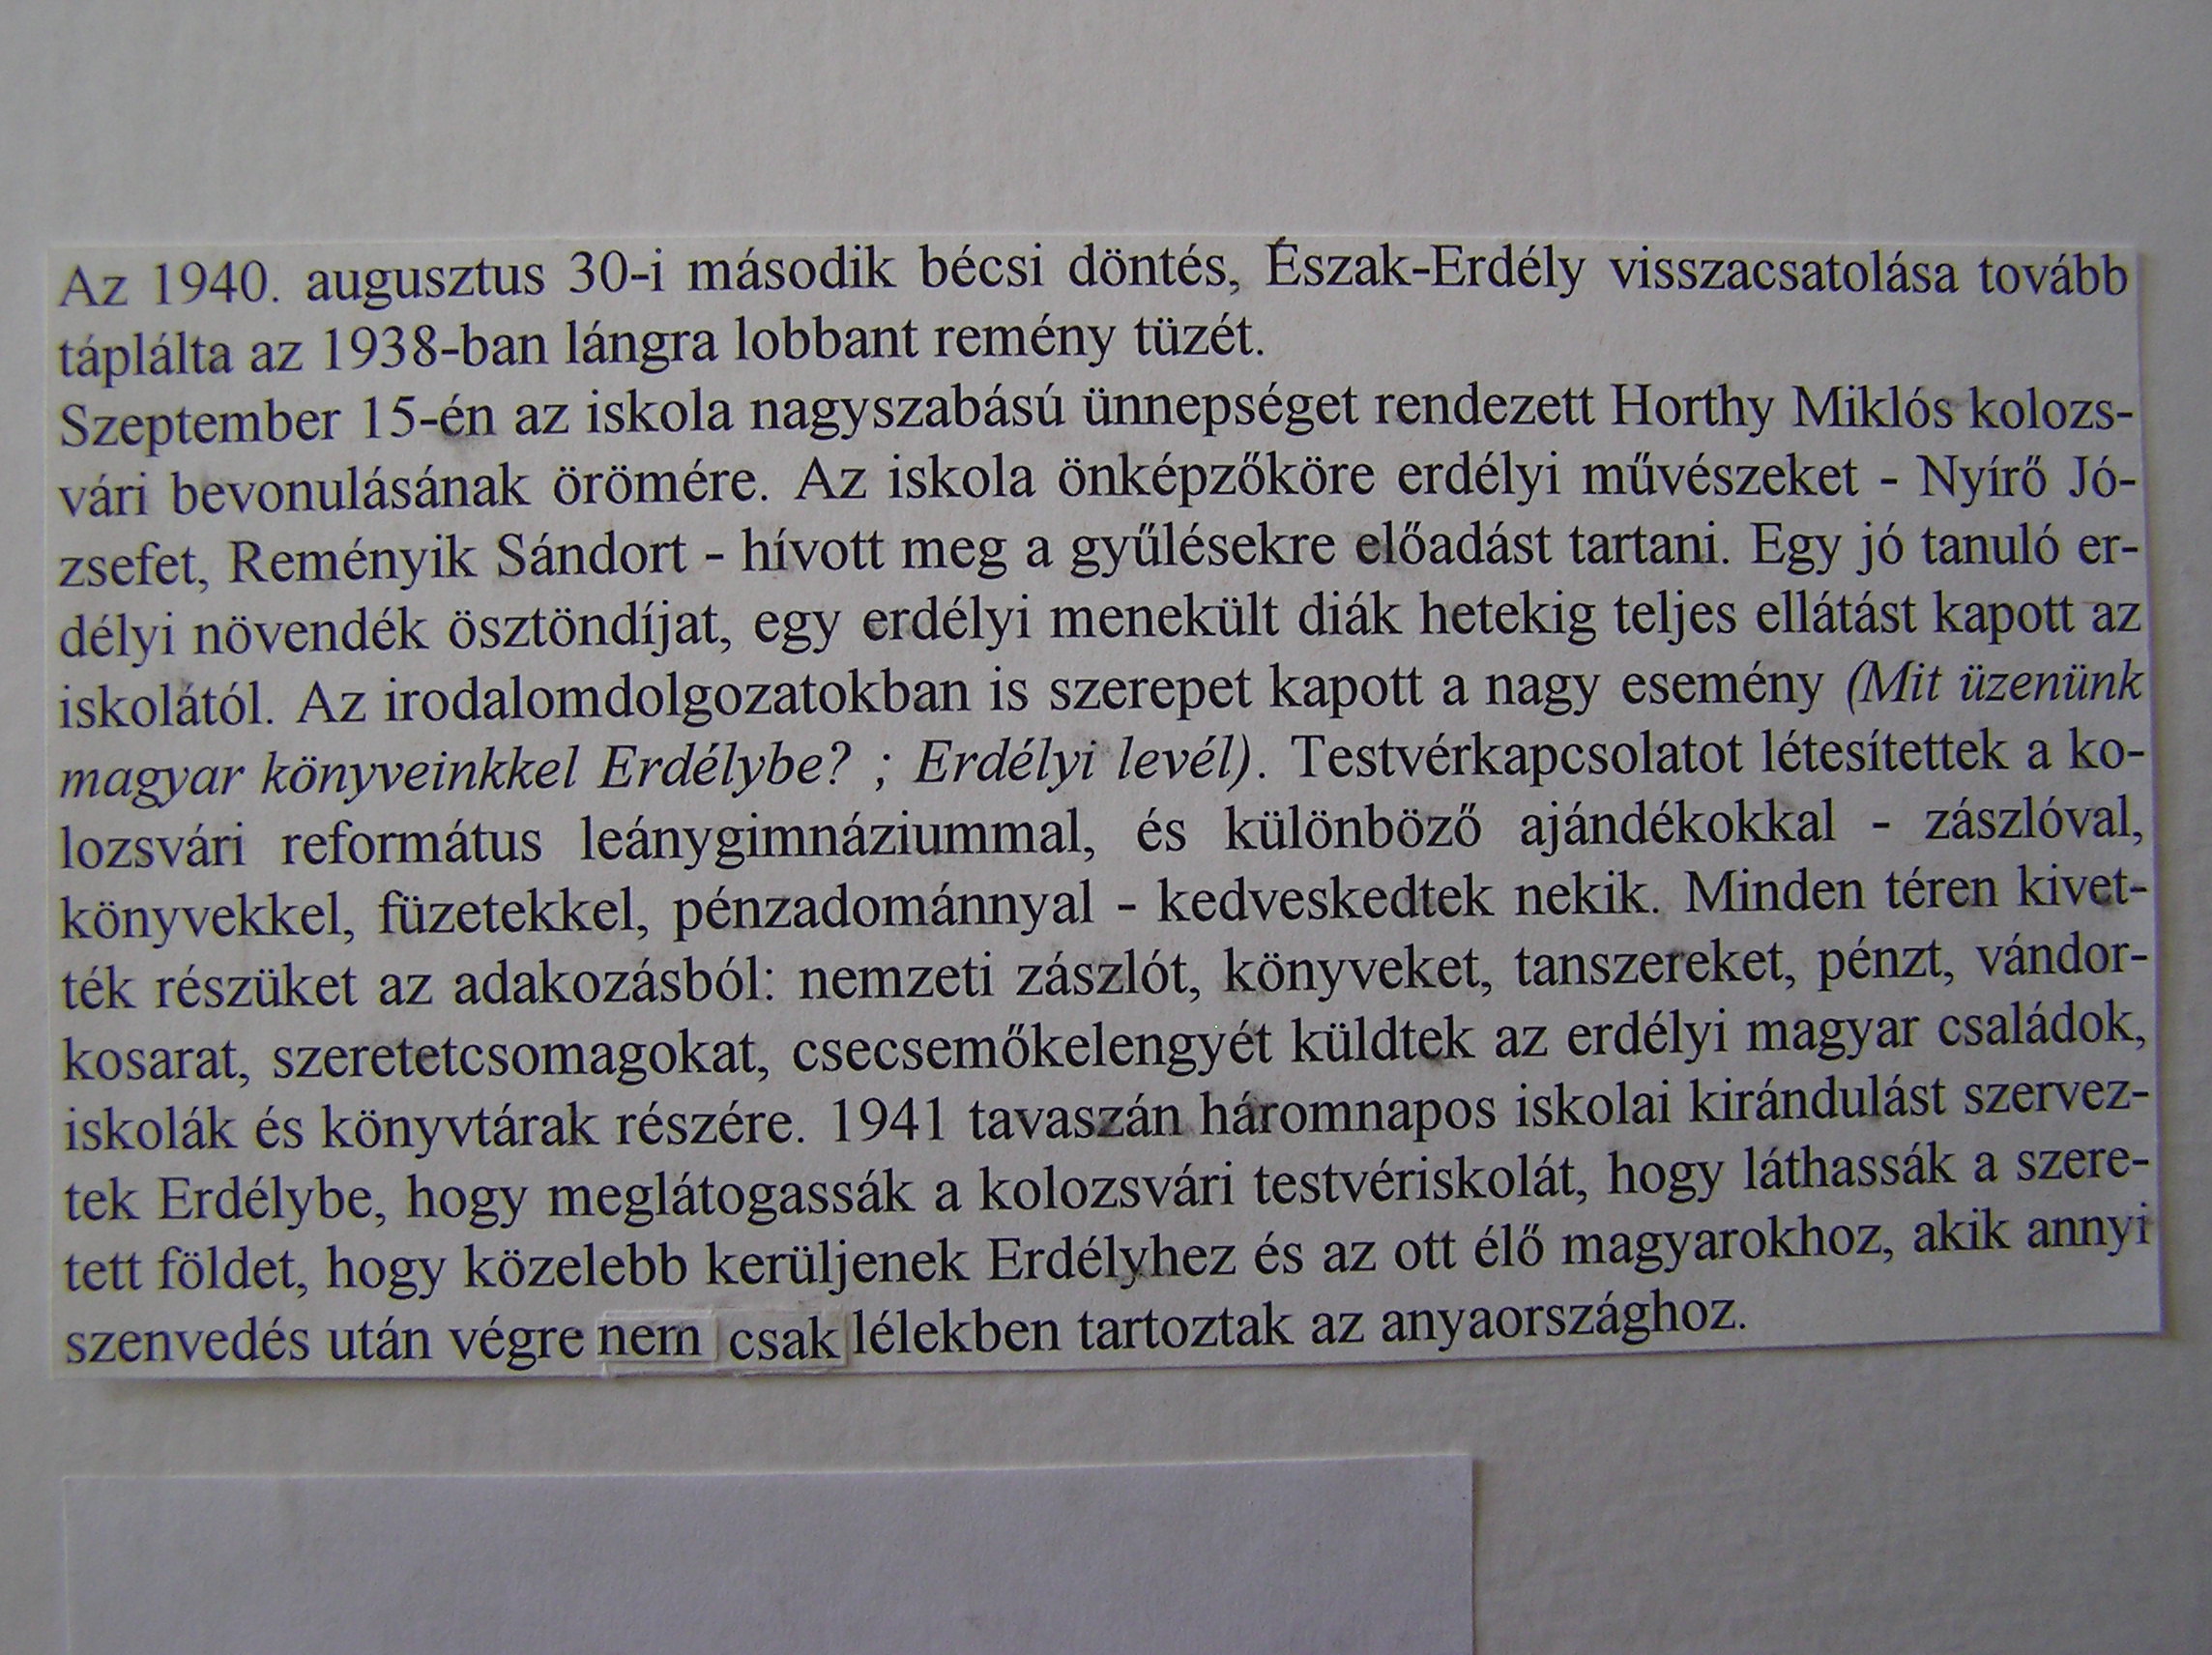 Az 1940. augusztus 30-i második bécsi döntés, Észak-Erdély visszacsatolása tovább
táplálta az 1938-ban lángra lobbant remény tüzét.
Szeptember 15-én az iskola nagyszabású ünnepséget rendezett Horthy Miklós kolozs-
vári bevonulásának örömére. Az iskola önképzőköre erdélyi művészeket - Nyírő Jó-
zsefet, Reményik Sándort - hívott meg a gyűlésekre előadást tartani. Egy jó tanuló er-
délyi növendék ösztöndíjat, egy erdélyi menekült diák hetekig teljes ellátást kapott az
iskolától. Az irodalomdolgozatokban is szerepet kapott a nagy esemény (Mit üzenünk
magyar könyveinkkel Erdélybe? ; Erdélyi levél). Testvérkapcsolatot létesítettek a ko-
lozsvári református leánygimnáziummal, és különböző ajándékokkal - zászlóval,
könyvekkel, füzetekkel, pénzadománnyal - kedveskedtek nekik. Minden téren kivet-
ték részüket az adakozásból: nemzeti zászlót, könyveket, tanszereket, pénzt, vándor-
kosarat, szeretetcsomagokat, csecsemőkelengyét küldtek az erdélyi magyar családok,
iskolák és könyvtárak részére. 1941 tavaszán háromnapos iskolai kirándulást szervez-
tek Erdélybe, hogy meglátogassák a kolozsvári testvériskolát, hogy láthassák a szere-
tett földet, hogy közelebb kerüljenek Erdélyhez és az ott élő magyarokhoz, akik annyi
szenvedés után végre nem csak lélekben tartoztak az anyaországhoz.